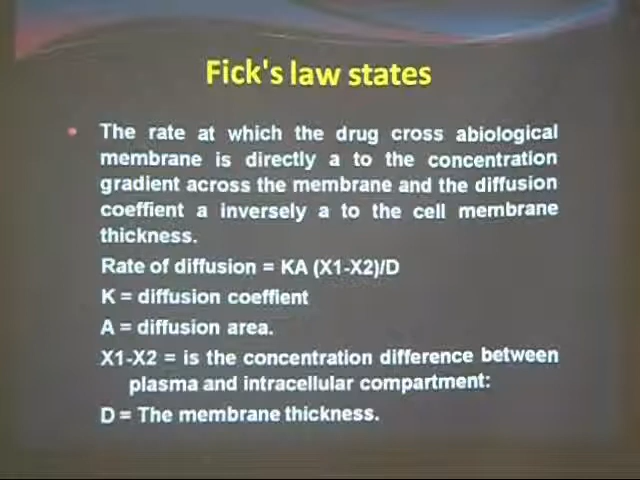 Fick's law states
• The rate at which the drug cross abiological
membrane is directly a to the concentration
gradient across the membrane and the diffusion
coeffient a inversely a to the cell membrane
thickness.
Rate of diffusion = KA (X1-X2)/D
K = diffusion coeffient
A = diffusion area.
X1-X2 = is the concentration difference between
plasma and intracellular compartment:
D = The membrane thickness.